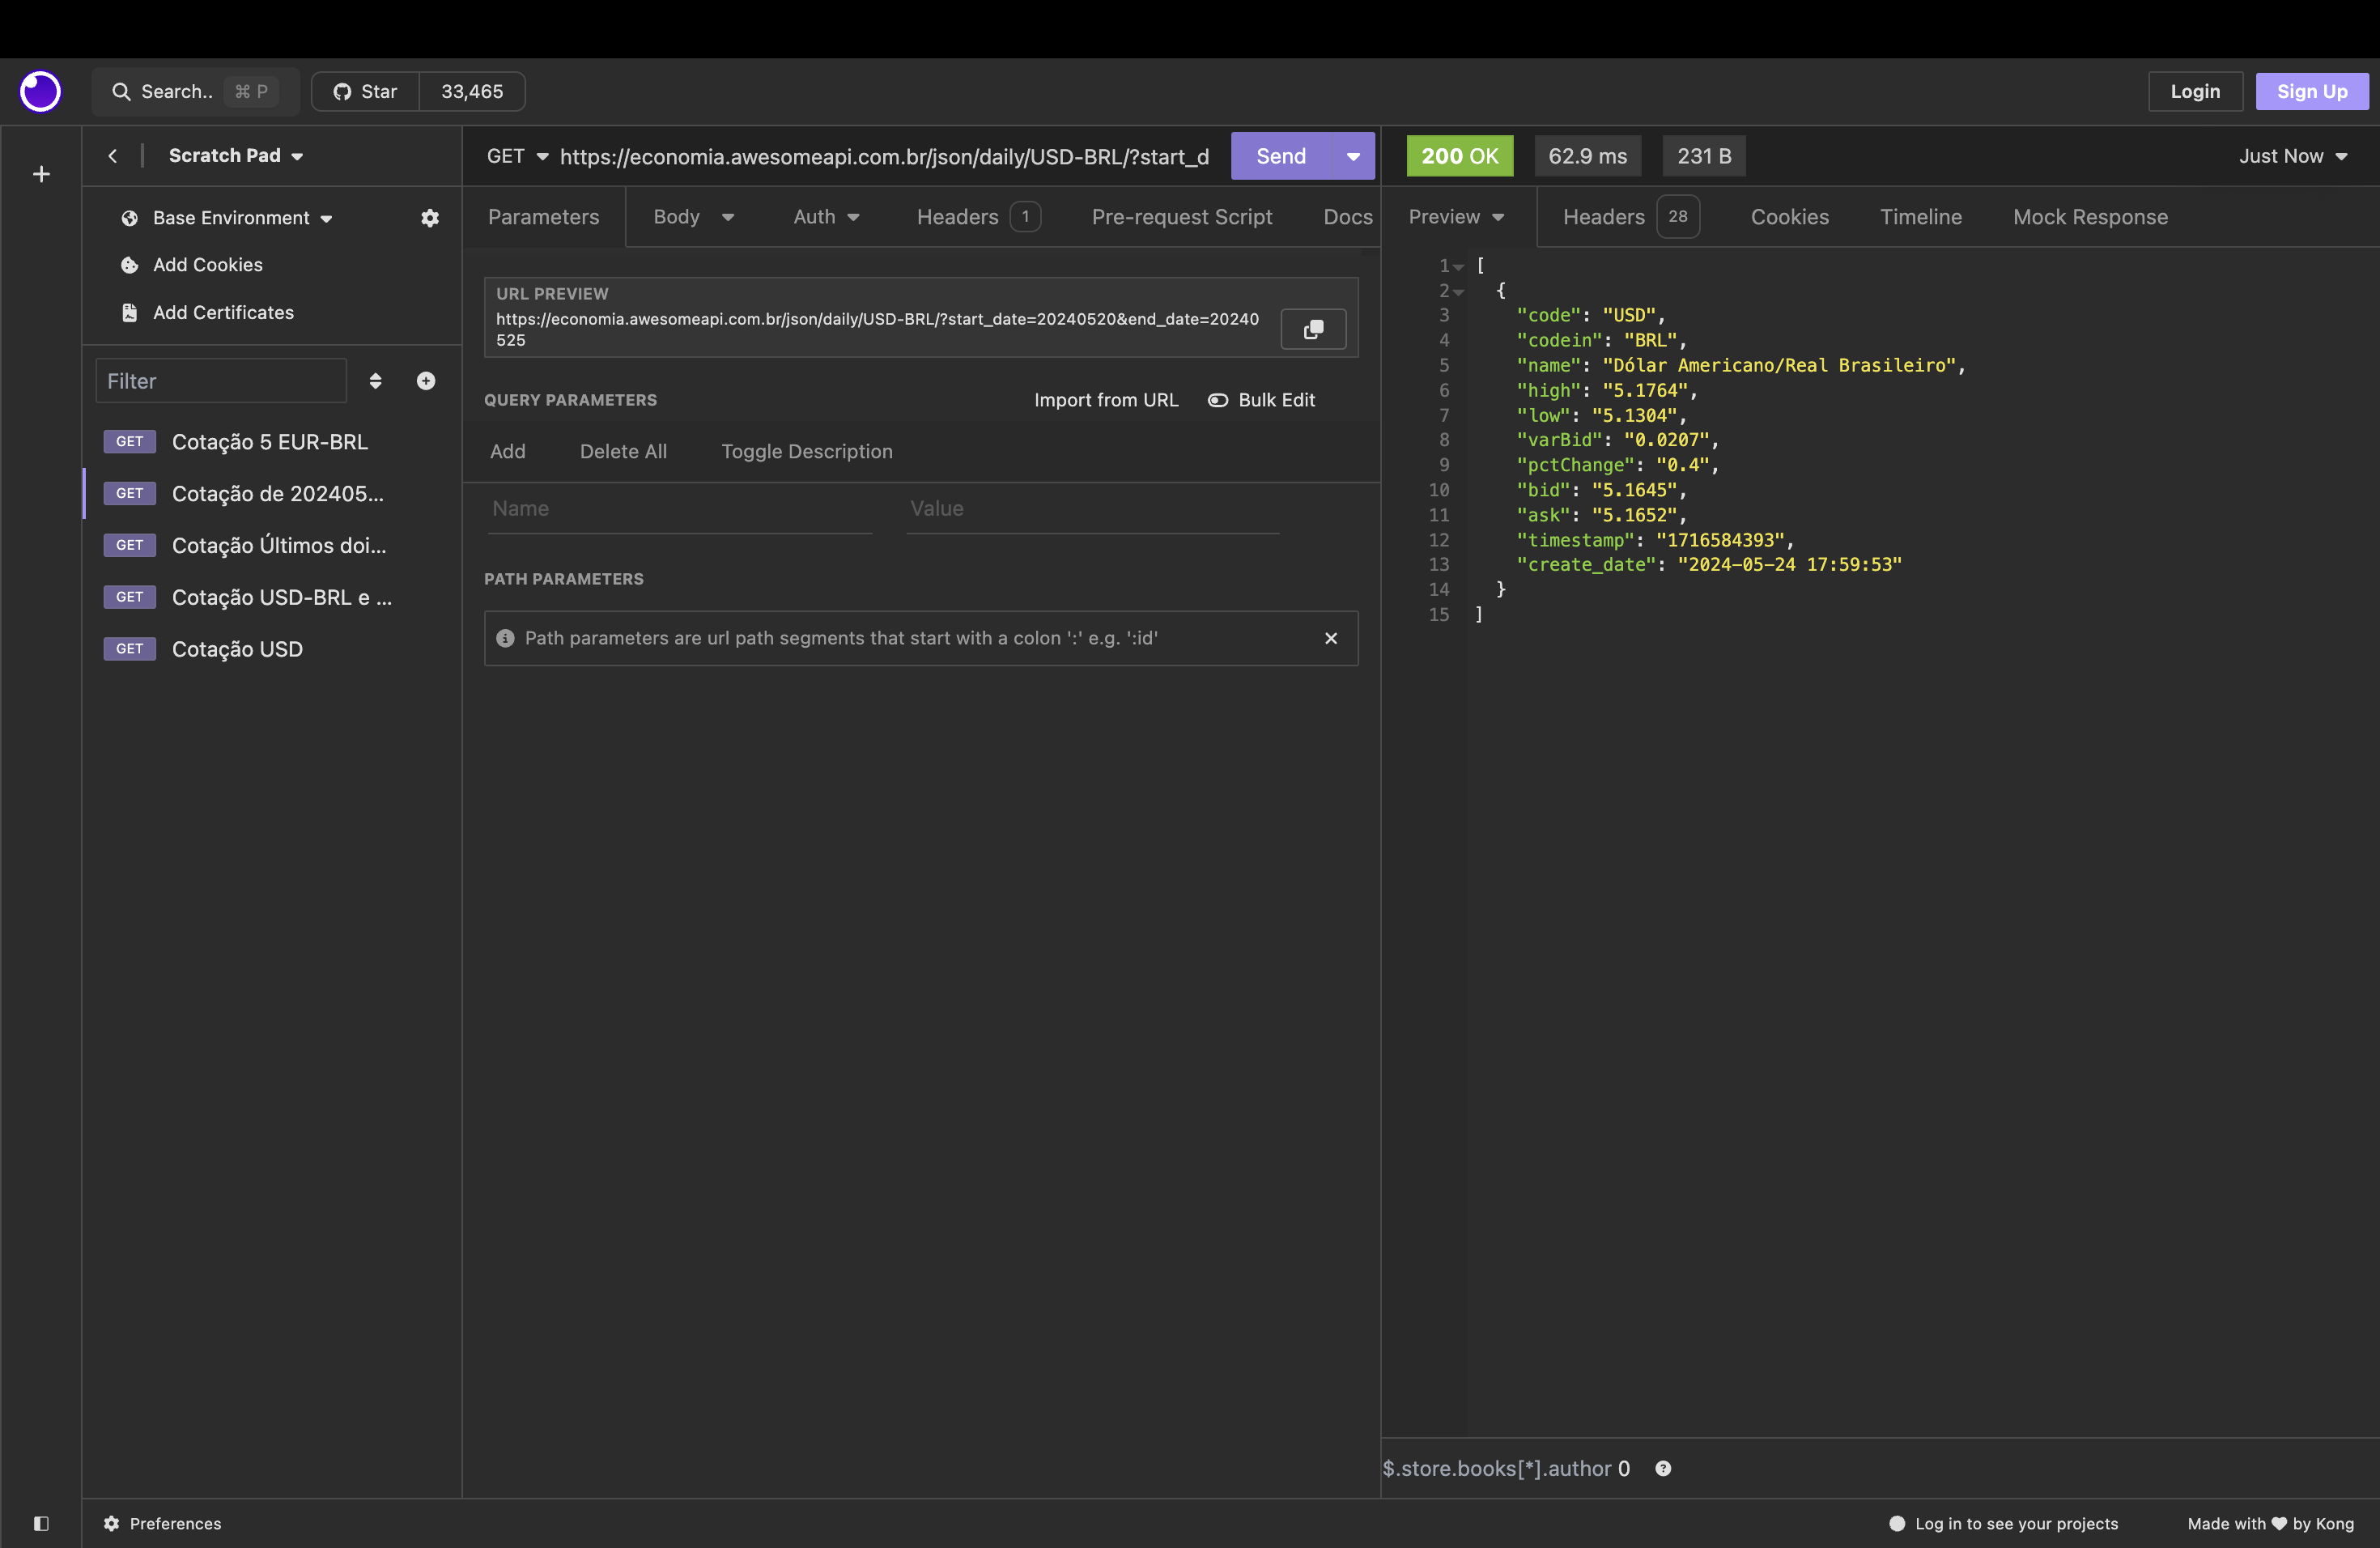 Search.. ⌘ P
Star 33,465
Login
Sign Up
Scratch Pad
Base Environment
Add Cookies
Add Certificates
Filter
GET Cotação 5 EUR-BRL
GET Cotação de 202405...
GET Cotação Últimos doi...
GET Cotação USD-BRL e ...
GET Cotação USD
GET https://economia.awesomeapi.com.br/json/daily/USD-BRL/?start_d
Send
Parameters Body Auth Headers 1 Pre-request Script Docs
URL PREVIEW
https://economia.awesomeapi.com.br/json/daily/USD-BRL/?start_date=20240520&end_date=20240
525
QUERY PARAMETERS Import from URL Bulk Edit
Add Delete All Toggle Description
Name Value
PATH PARAMETERS
Path parameters are url path segments that start with a colon ':' e.g. ':id'
200 OK 62.9 ms 231 B Just Now
Preview Headers 28 Cookies Timeline Mock Response
1 [
2 {
3 "code": "USD",
4 "codein": "BRL",
5 "name": "Dólar Americano/Real Brasileiro",
6 "high": "5.1764",
7 "low": "5.1304",
8 "varBid": "0.0207",
9 "pctChange": "0.4",
10 "bid": "5.1645",
11 "ask": "5.1652",
12 "timestamp": "1716584393",
13 "create_date": "2024-05-24 17:59:53"
14 }
15 ]
$.store.books[*].author 0
Preferences
Log in to see your projects
Made with ❤ by Kong